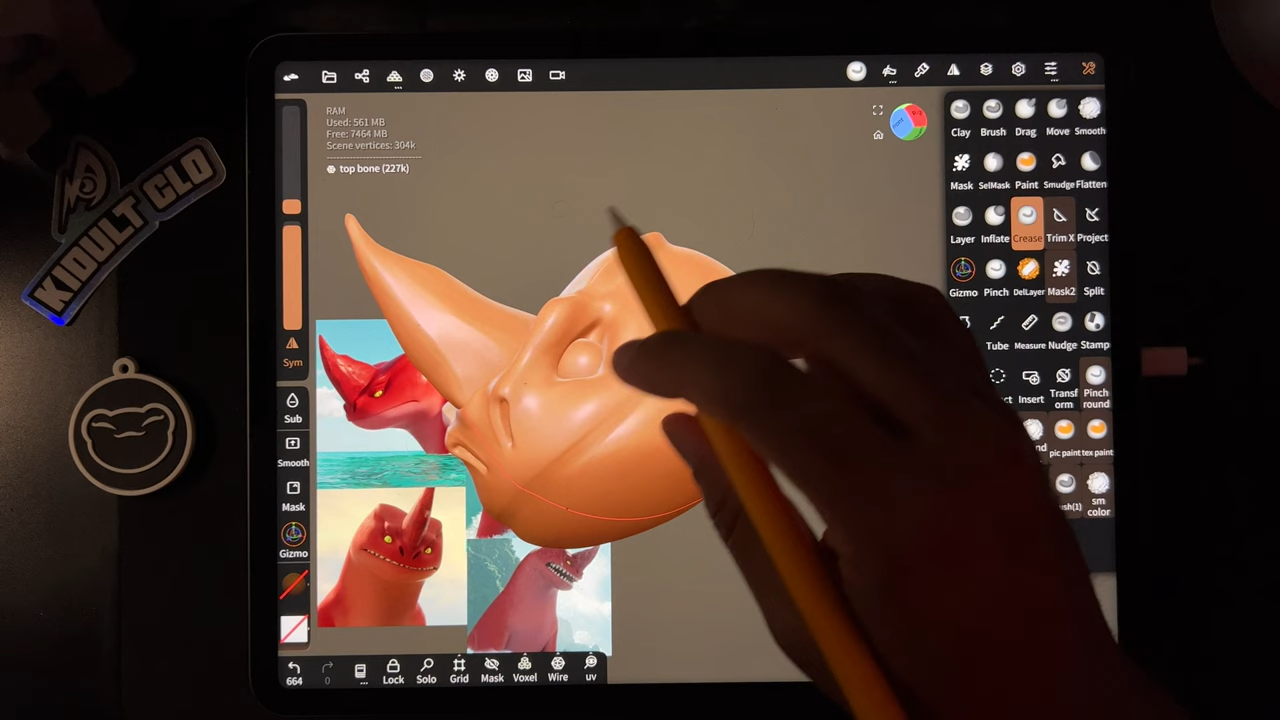 KIDULT CLO
RAM
Used: 561 MB
Free: 7464 MB
Scene vertices: 304k
top bone (227k)
right
Sym
Sub
Smooth
Mask
Gizmo
664
0
Lock
Solo
Grid
Mask
Voxel
Wire
uv
Clay
Brush
Drag
Move
Smooth
Mask
SelMask
Paint
Smudge
Flatten
Layer
Inflate
Crease
Trim X
Project
Gizmo
Pinch
DelLayer
Mask2
Split
Tube
Measure
Nudge
Stamp
Insert
Transf
orm
Pinch
round
pic paint
tex paint
sm
color